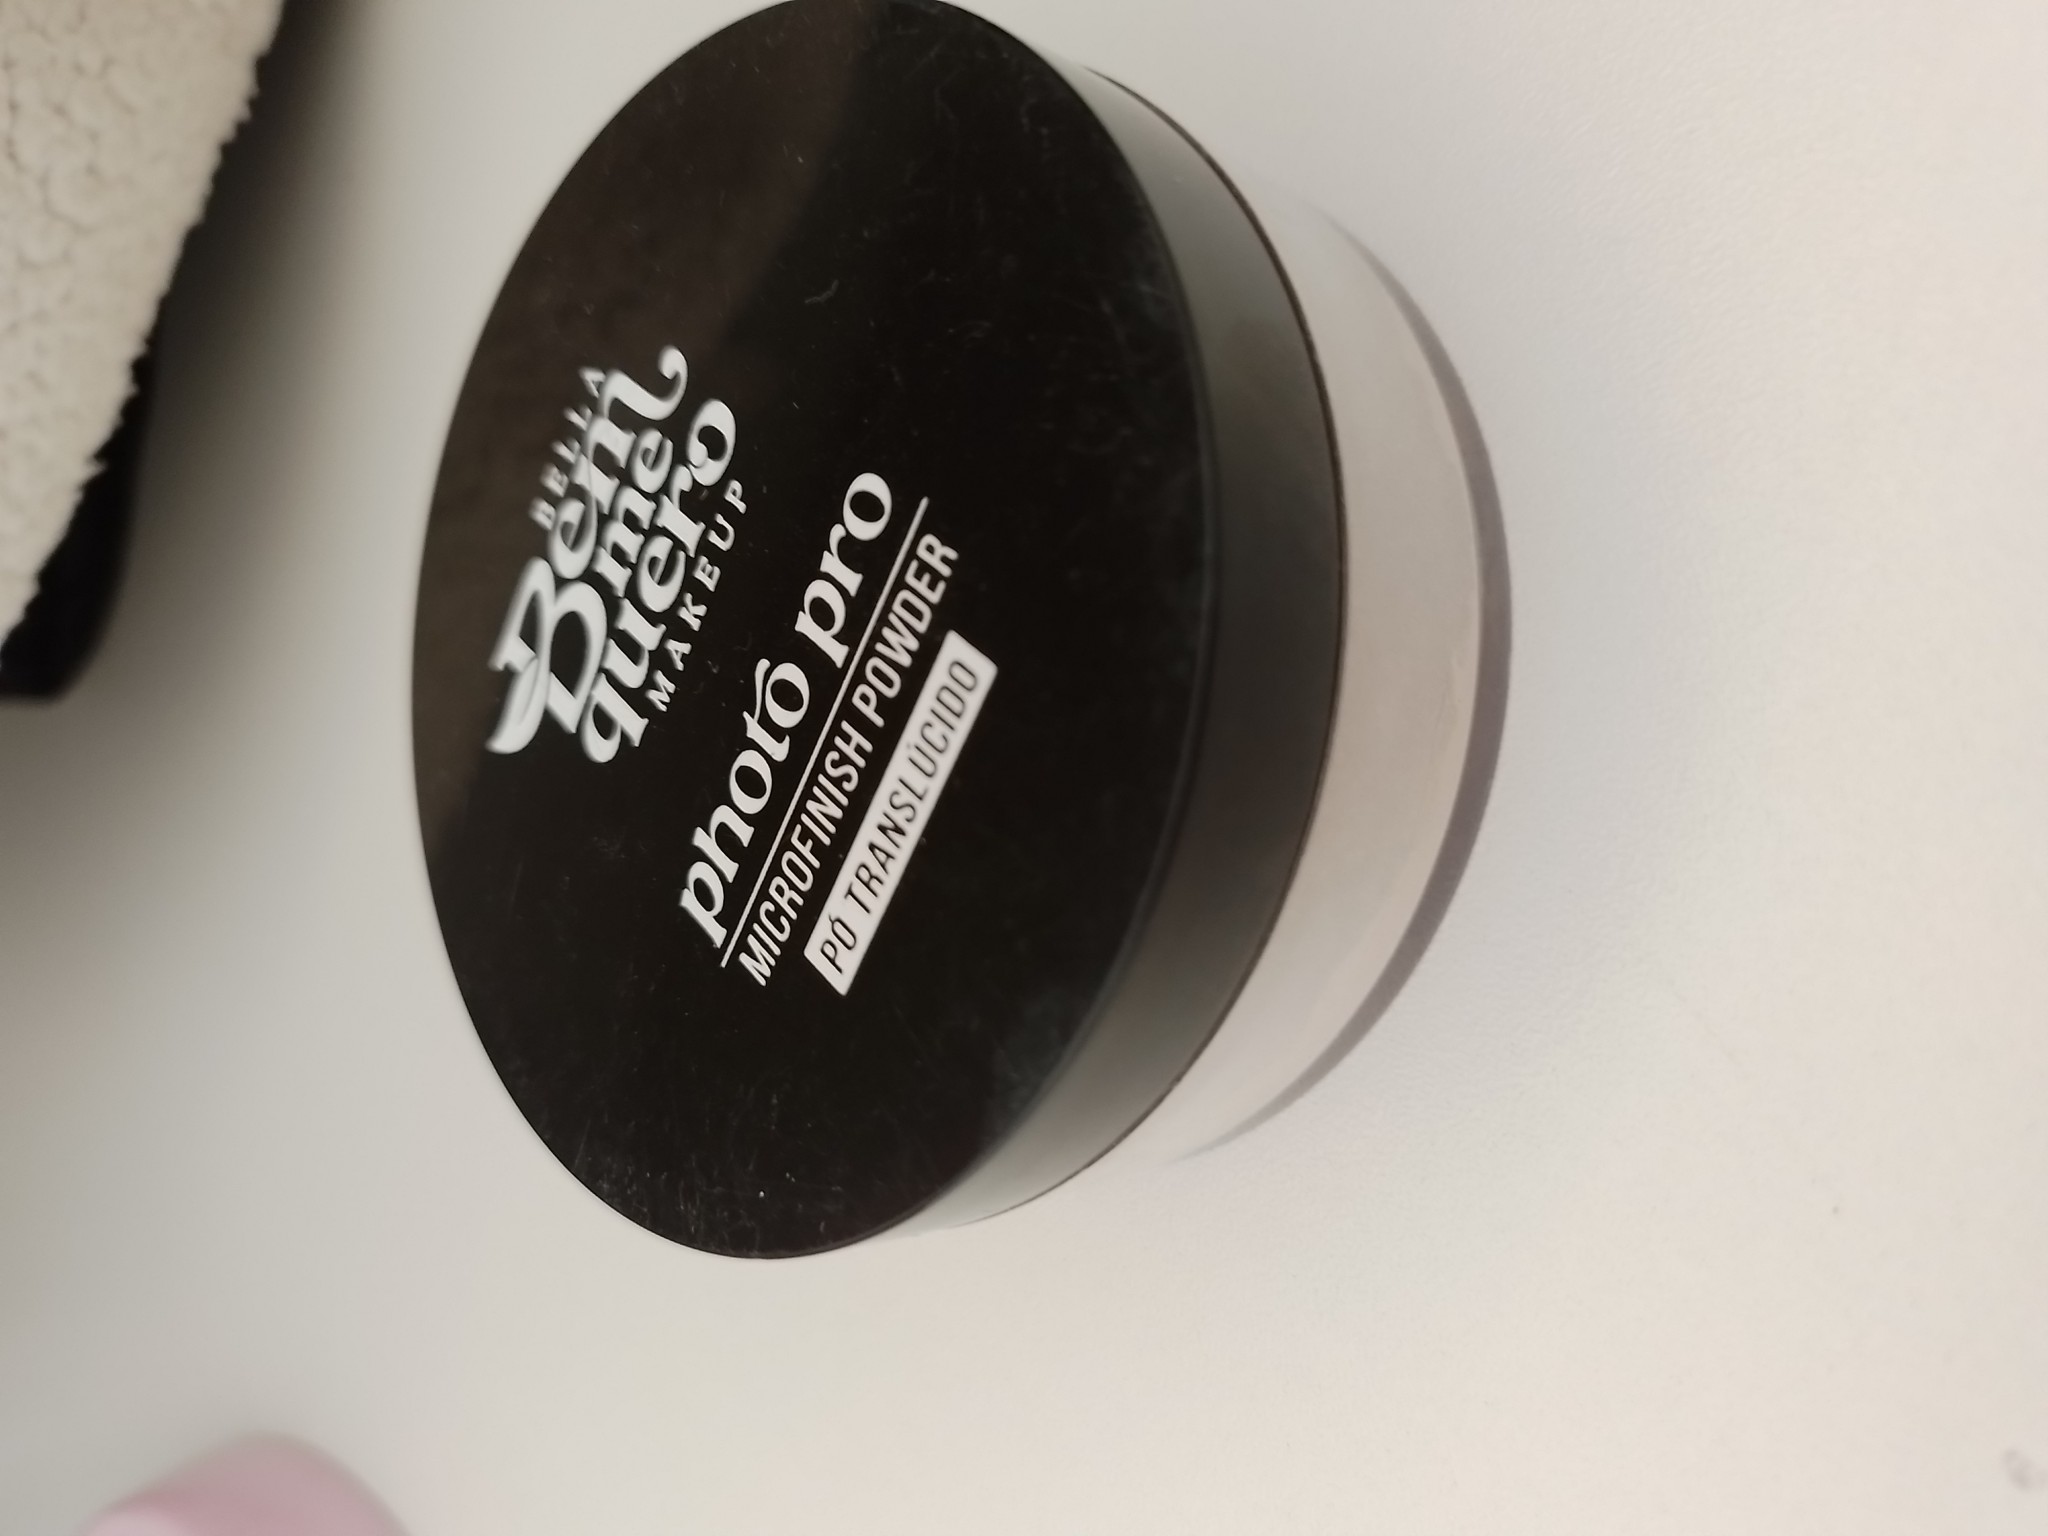 BELLA
Bem
me
quero
MAKEUP
photo pro
MICROFINISH POWDER
PÓ TRANSLÚCIDO